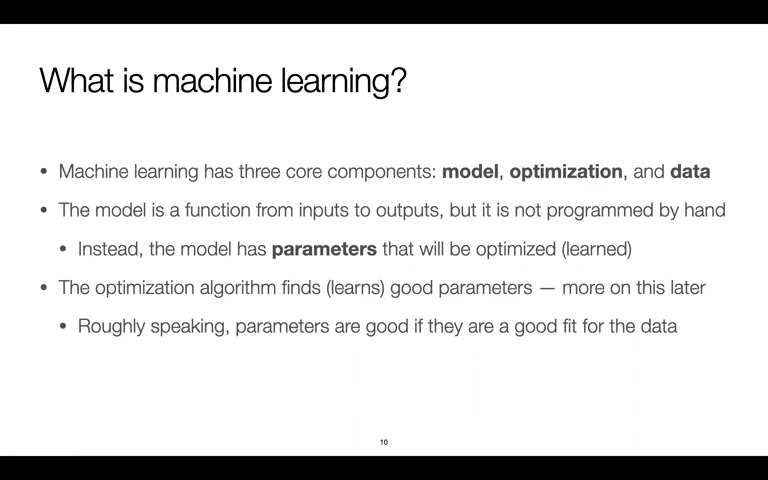 What is machine learning?
• Machine learning has three core components: model, optimization, and data
• The model is a function from inputs to outputs, but it is not programmed by hand
• Instead, the model has parameters that will be optimized (learned)
• The optimization algorithm finds (learns) good parameters — more on this later
• Roughly speaking, parameters are good if they are a good fit for the data
10